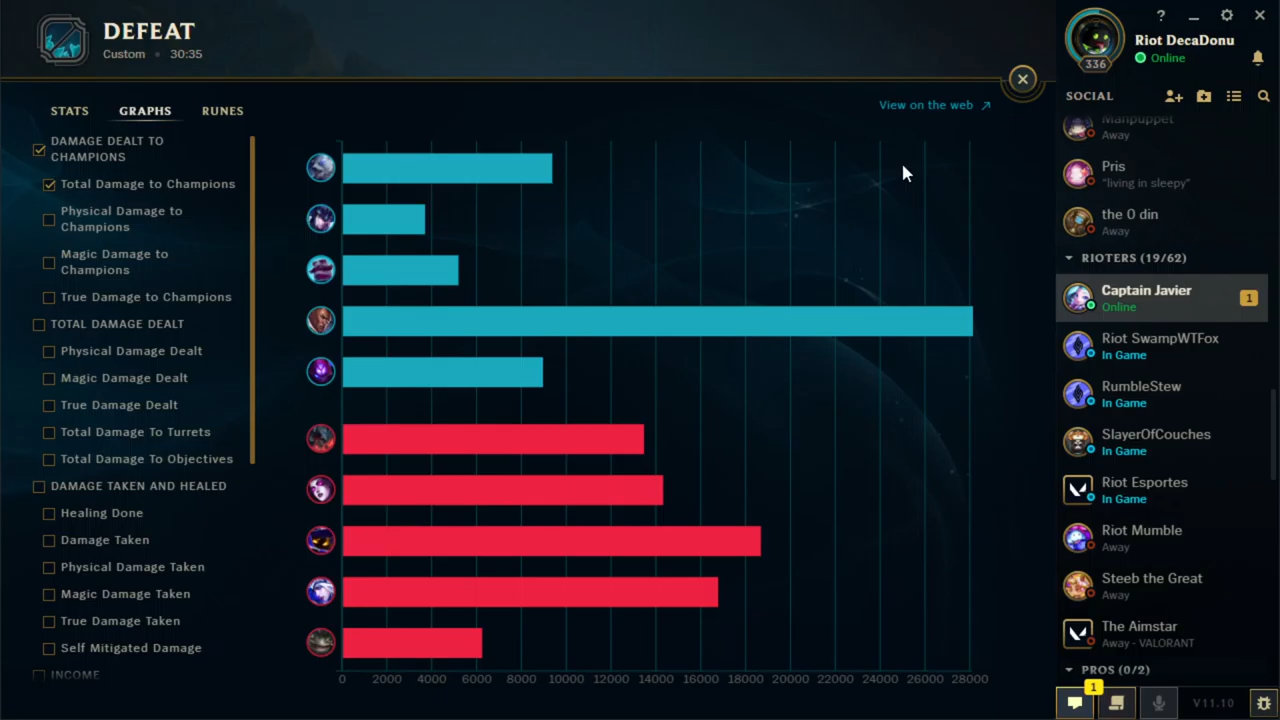 DEFEAT
Custom • 30:35
STATS GRAPHS RUNES
View on the web
DAMAGE DEALT TO
CHAMPIONS
Total Damage to Champions
Physical Damage to
Champions
Magic Damage to
Champions
True Damage to Champions
TOTAL DAMAGE DEALT
Physical Damage Dealt
Magic Damage Dealt
True Damage Dealt
Total Damage To Turrets
Total Damage To Objectives
DAMAGE TAKEN AND HEALED
Healing Done
Damage Taken
Physical Damage Taken
Magic Damage Taken
True Damage Taken
Self Mitigated Damage
INCOME
0 2000 4000 6000 8000 10000 12000 14000 16000 18000 20000 22000 24000 26000 28000
?
Riot DecaDonu
Online
336
SOCIAL
Manpuppet
Away
Pris
"living in sleepy"
the 0 din
Away
RIOTERS (19/62)
Captain Javier
Online
1
Riot SwampWTFox
In Game
RumbleStew
In Game
SlayerOfCouches
In Game
Riot Esportes
In Game
Riot Mumble
Away
Steeb the Great
Away
The Aimstar
Away - VALORANT
PROS (0/2)
1
V11.10